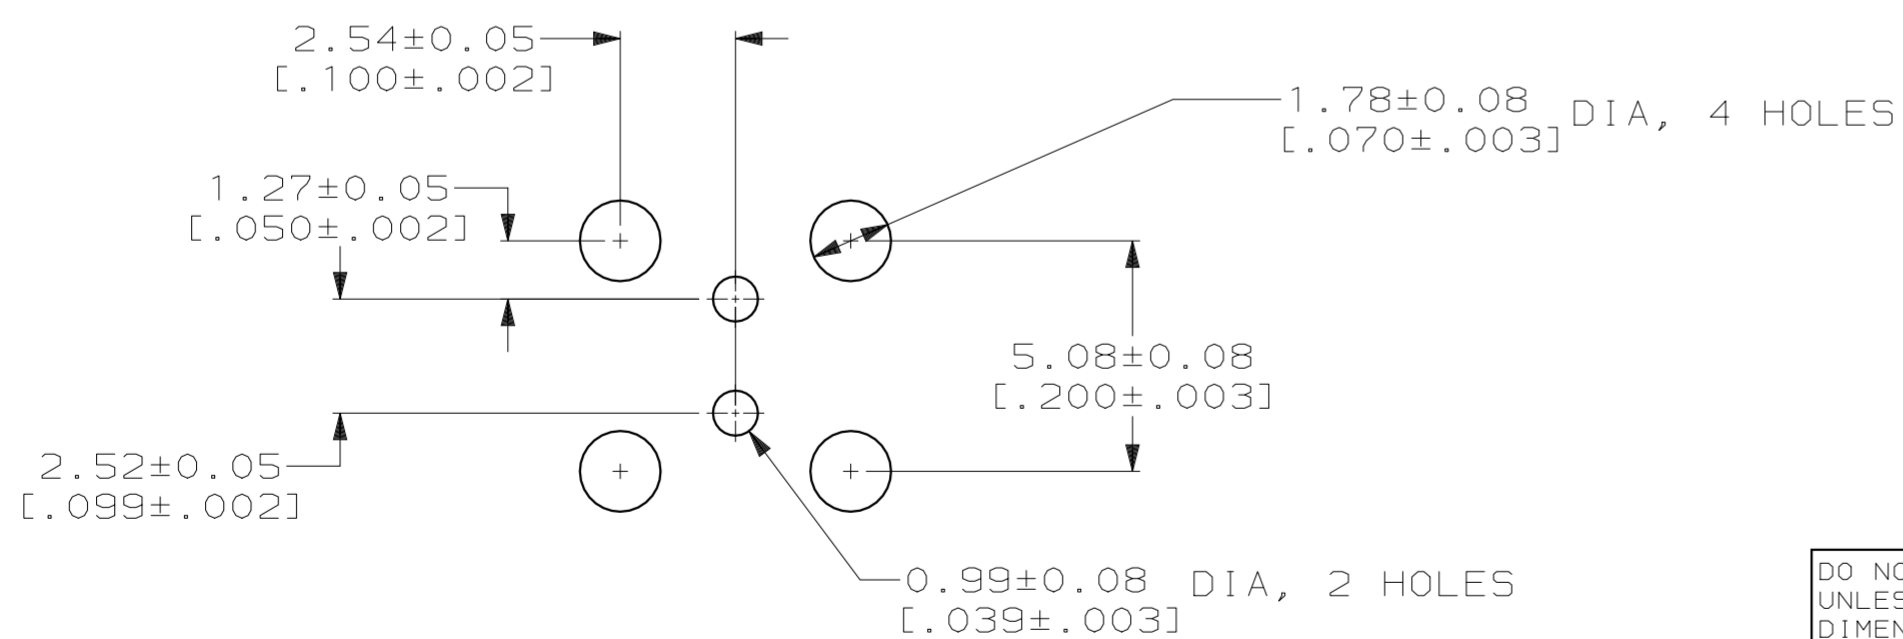 2.54±0.05
[.100±.002]
1.78±0.08 DIA, 4 HOLES
[.070±.003]
1.27±0.05
[.050±.002]
5.08±0.08
[.200±.003]
2.52±0.05
[.099±.002]
0.99±0.08 DIA, 2 HOLES
[.039±.003]
DO NO
UNLES
DIMEN